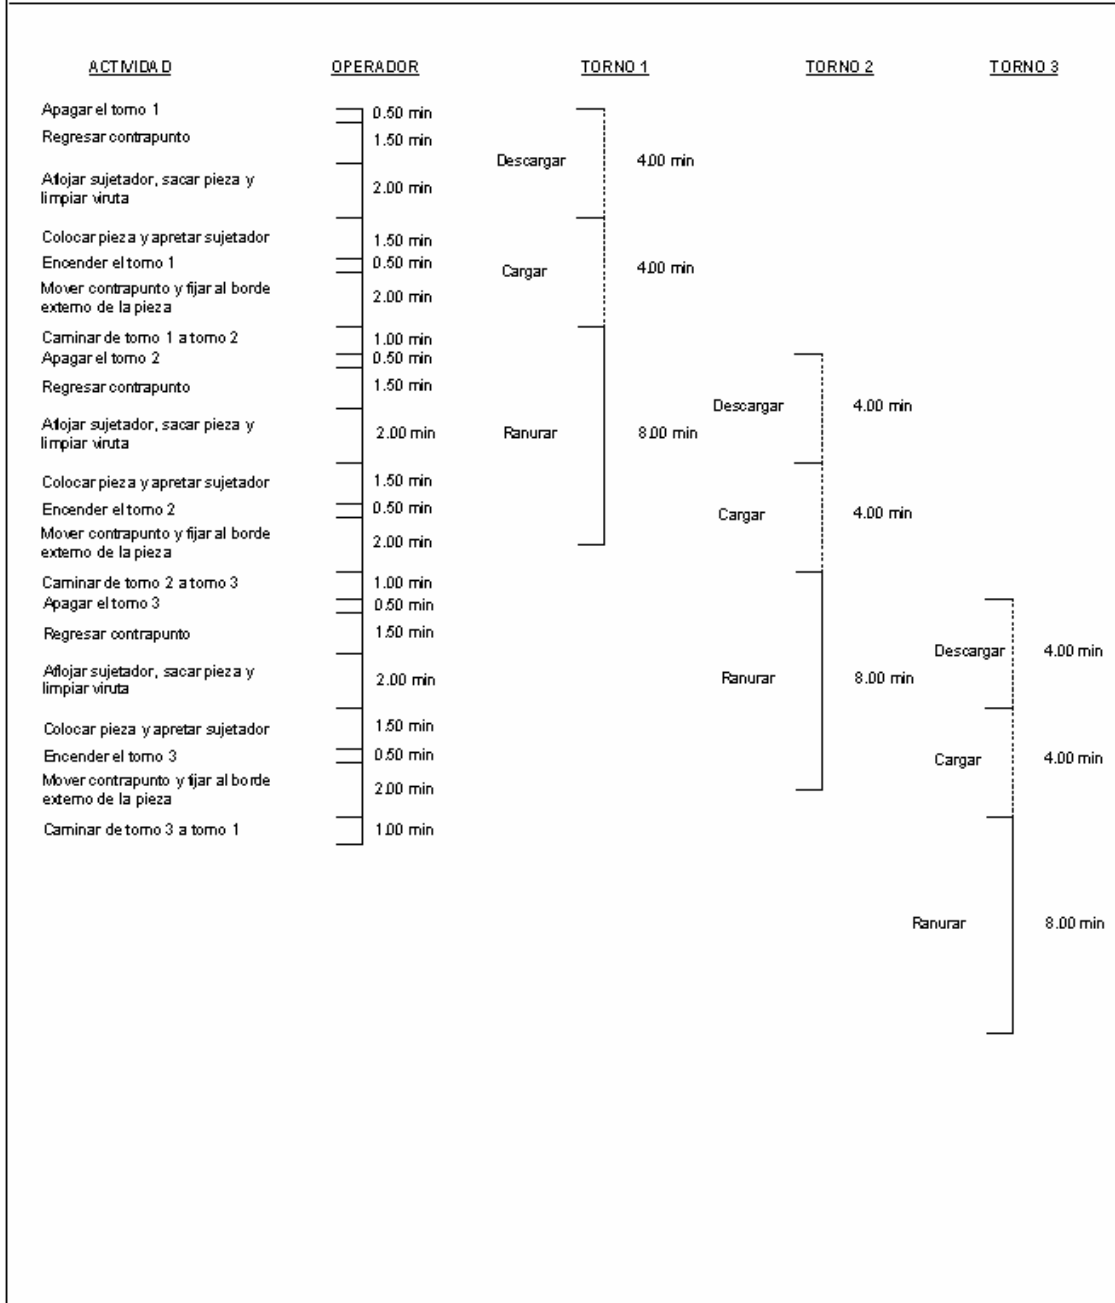 ACTIVIDAD OPERADOR TORNO 1 TORNO 2 TORNO 3
Apagar el torno 1 0.50 min
Regresar contrapunto 1.50 min
Descargar 4.00 min
Aflojar sujetador, sacar pieza y
limpiar viruta 2.00 min
Colocar pieza y apretar sujetador 1.50 min
Encender el torno 1 0.50 min
Cargar 4.00 min
Mover contrapunto y fijar al borde
externo de la pieza 2.00 min
Caminar de torno 1 a torno 2 1.00 min
Apagar el torno 2 0.50 min
Regresar contrapunto 1.50 min
Descargar 4.00 min
Aflojar sujetador, sacar pieza y
limpiar viruta 2.00 min Ranurar 8.00 min
Colocar pieza y apretar sujetador 1.50 min
Encender el torno 2 0.50 min
Cargar 4.00 min
Mover contrapunto y fijar al borde
externo de la pieza 2.00 min
Caminar de torno 2 a torno 3 1.00 min
Apagar el torno 3 0.50 min
Regresar contrapunto 1.50 min
Descargar 4.00 min
Aflojar sujetador, sacar pieza y
limpiar viruta 2.00 min Ranurar 8.00 min
Colocar pieza y apretar sujetador 1.50 min
Encender el torno 3 0.50 min
Cargar 4.00 min
Mover contrapunto y fijar al borde
externo de la pieza 2.00 min
Caminar de torno 3 a torno 1 1.00 min
Ranurar 8.00 min